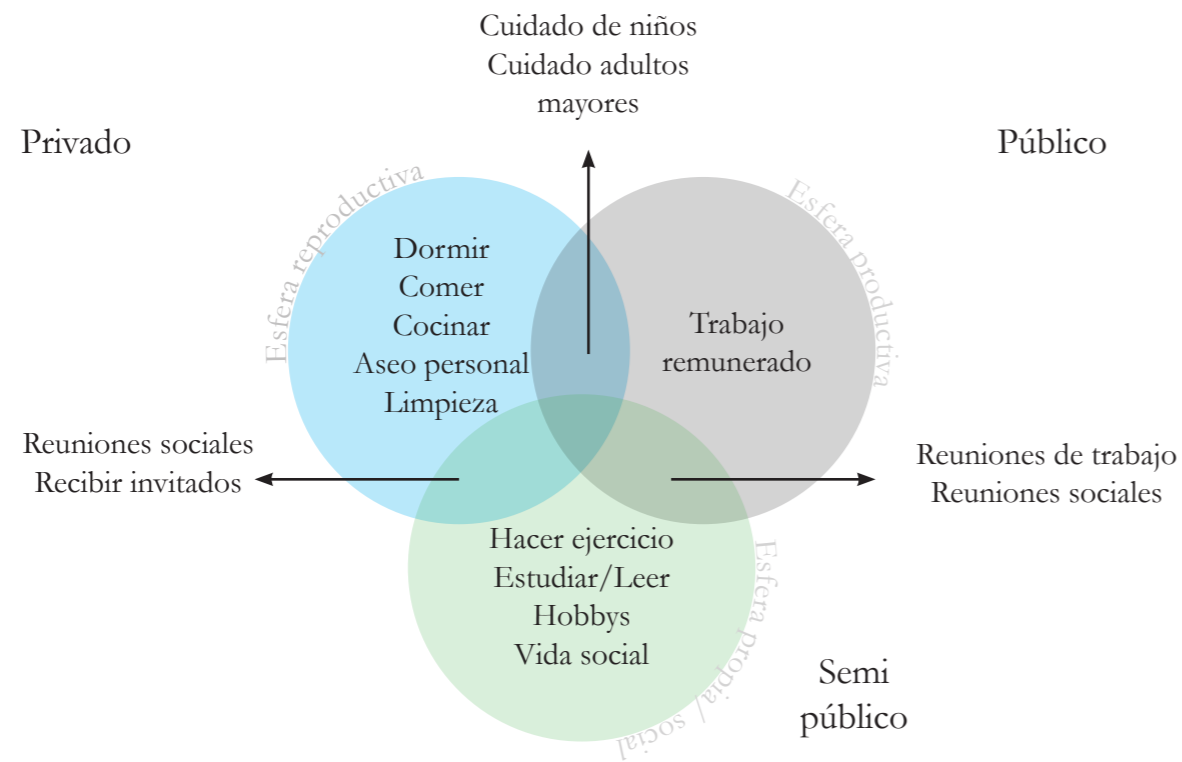 Cuidado de niños
Cuidado adultos
mayores
Privado
Público
Esfera reproductiva
Esfera productiva
Dormir
Comer
Cocinar
Aseo personal
Limpieza
Trabajo
remunerado
Reuniones sociales
Recibir invitados
Reuniones de trabajo
Reuniones sociales
Hacer ejercicio
Estudiar/Leer
Hobbys
Vida social
Esfera propia/ social
Semi
público